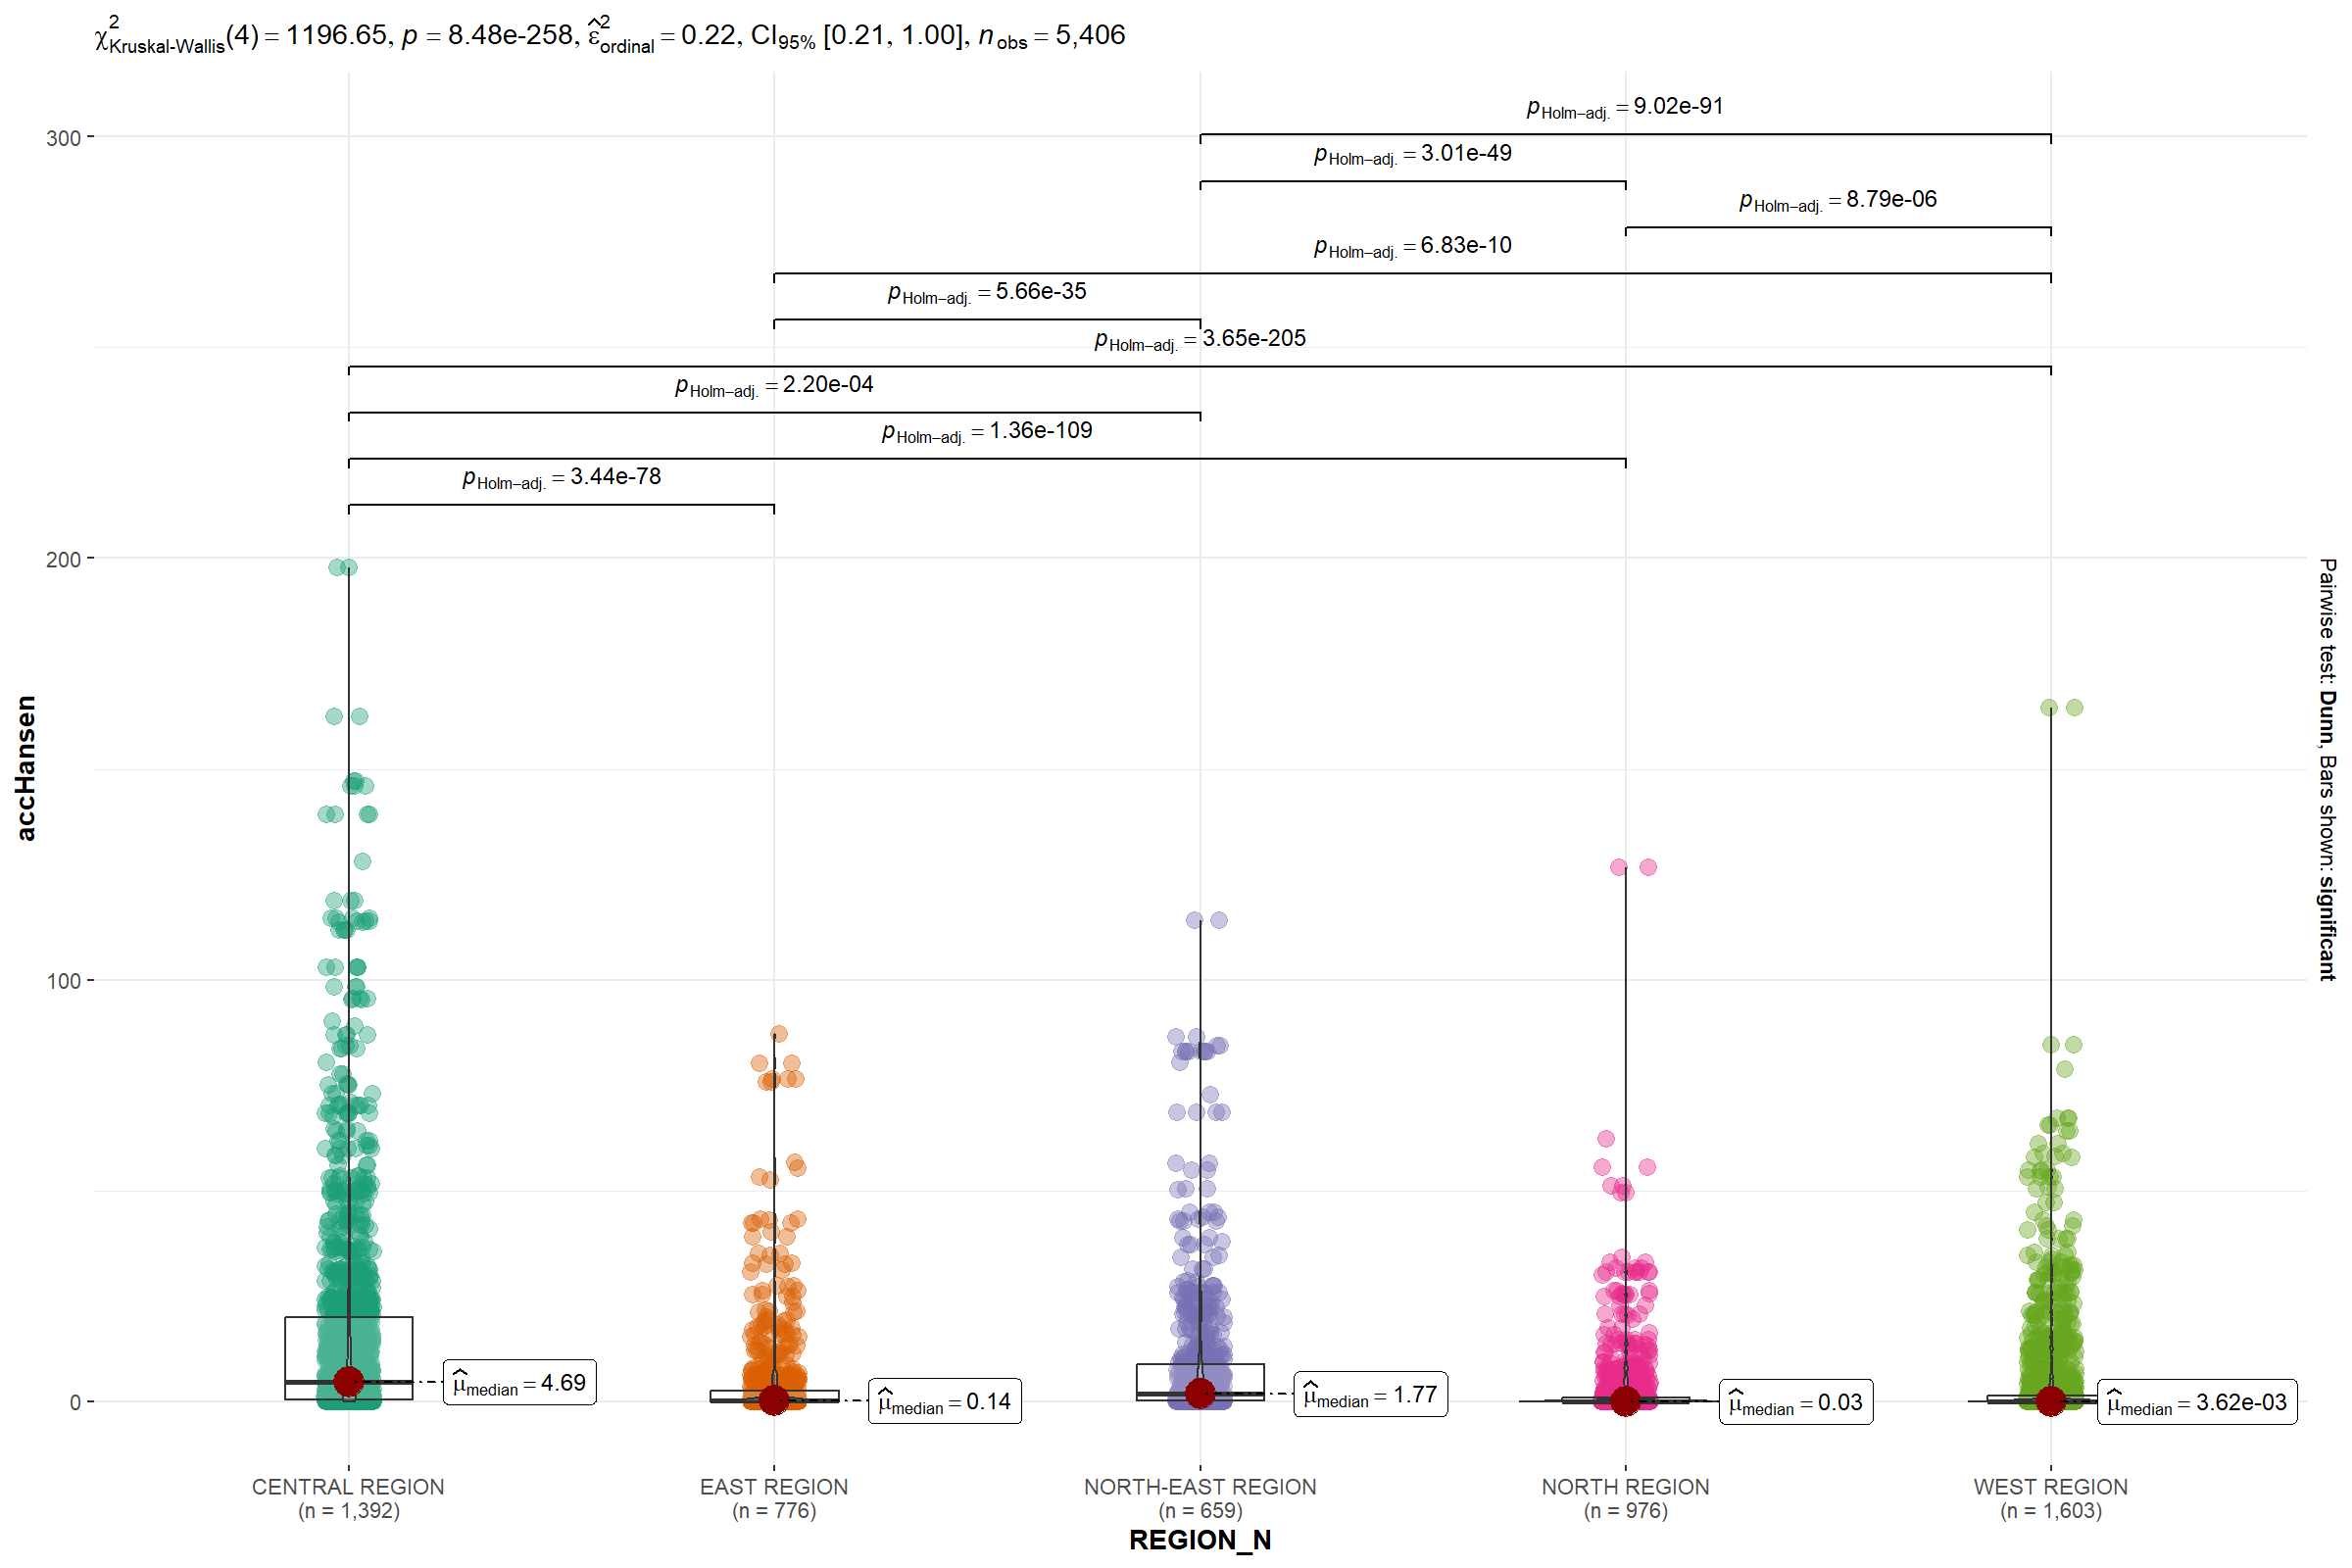 χ²Kruskal-Wallis(4) = 1196.65, p = 8.48e-258, ε̂²ordinal = 0.22, CI95% [0.21, 1.00], nobs = 5,406
pHolm−adj. = 9.02e-91
300
pHolm−adj. = 3.01e-49
pHolm−adj. = 8.79e-06
pHolm−adj. = 6.83e-10
pHolm−adj. = 5.66e-35
pHolm−adj. = 3.65e-205
pHolm−adj. = 2.20e-04
pHolm−adj. = 1.36e-109
pHolm−adj. = 3.44e-78
200
Pairwise test: Dunn, Bars shown: significant
accHansen
100
0
μ̂median = 4.69
μ̂median = 0.14
μ̂median = 1.77
μ̂median = 0.03
μ̂median = 3.62e-03
CENTRAL REGION
(n = 1,392)
EAST REGION
(n = 776)
NORTH-EAST REGION
(n = 659)
NORTH REGION
(n = 976)
WEST REGION
(n = 1,603)
REGION_N